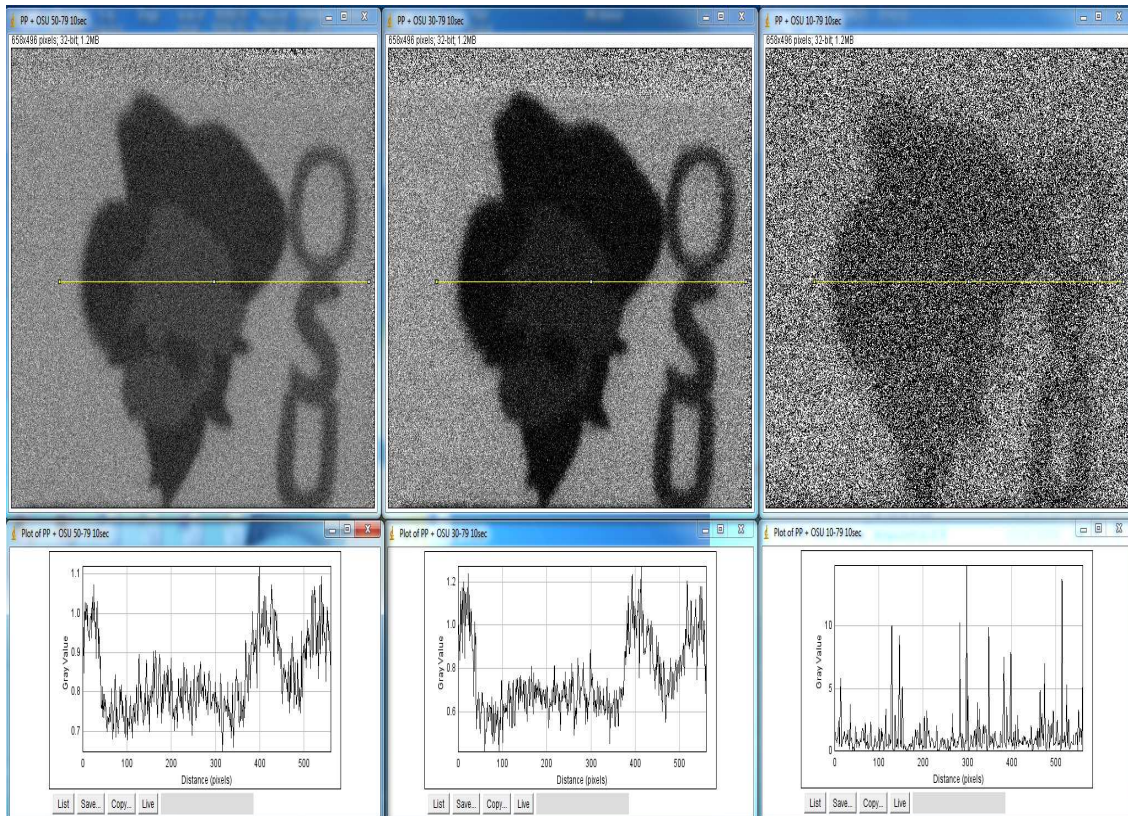 PP + OSU 50-79 10sec
658x496 pixels; 32-bit; 1.2MB
OSU
PP + OSU 30-79 10sec
658x496 pixels; 32-bit; 1.2MB
OSU
PP + OSU 10-79 10sec
658x496 pixels; 32-bit; 1.2MB
Plot of PP + OSU 50-79 10sec
1.1
1.0
0.9
0.8
0.7
Gray Value
0 100 200 300 400 500
Distance (pixels)
List Save... Copy... Live
Plot of PP + OSU 30-79 10sec
1.2
1.0
0.8
0.6
Gray Value
0 100 200 300 400 500
Distance (pixels)
List Save... Copy... Live
Plot of PP + OSU 10-79 10sec
10
5
0
Gray Value
0 100 200 300 400 500
Distance (pixels)
List Save... Copy... Live